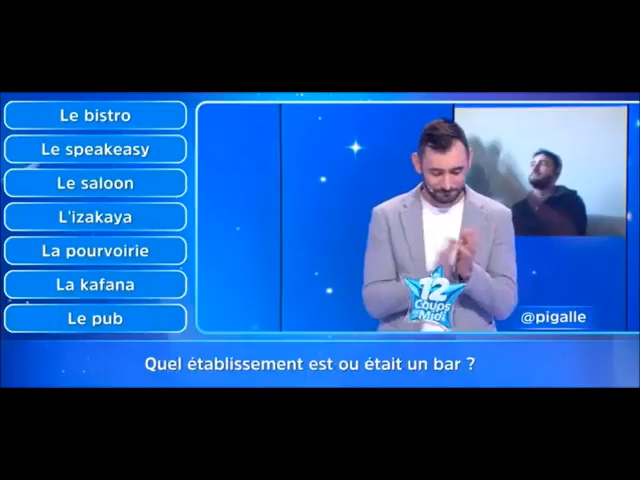 Le bistro
Le speakeasy
Le saloon
L'izakaya
La pourvoirie
La kafana
Le pub
12
Coups
de
Midi
@pigalle
Quel établissement est ou était un bar ?